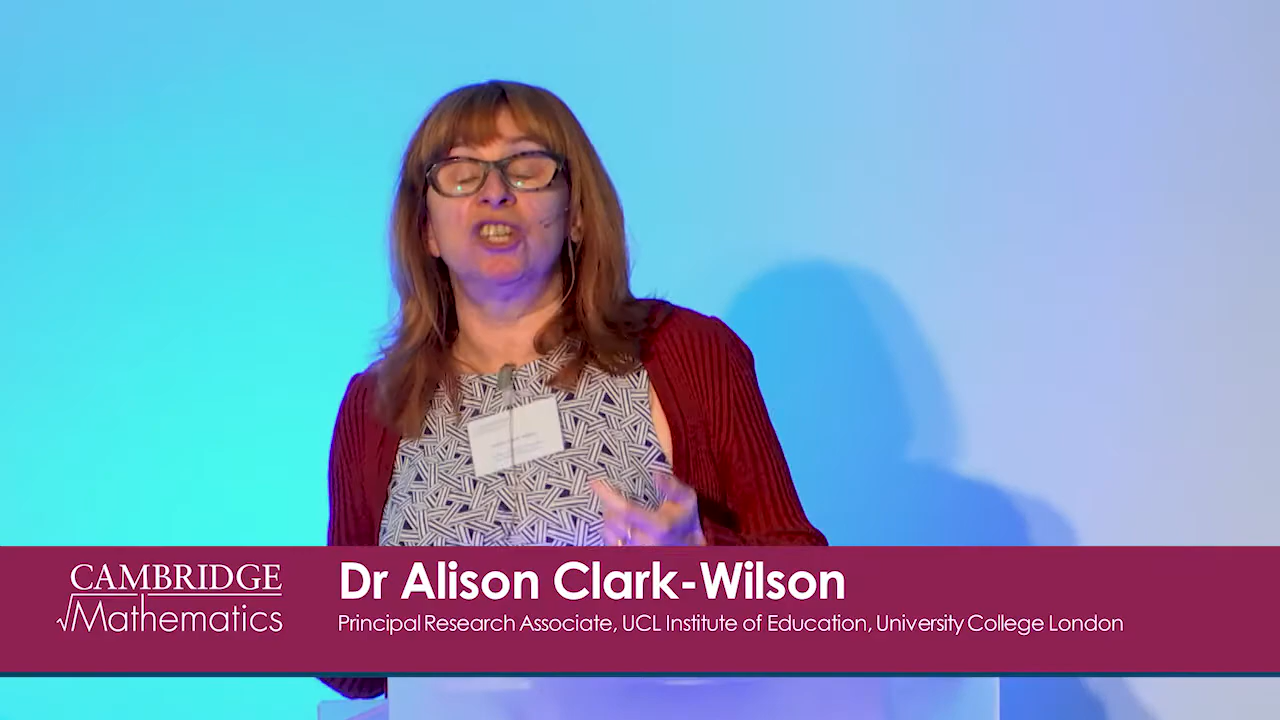 CAMBRIDGE
Mathematics
Dr Alison Clark-Wilson
Principal Research Associate, UCL Institute of Education, University College London